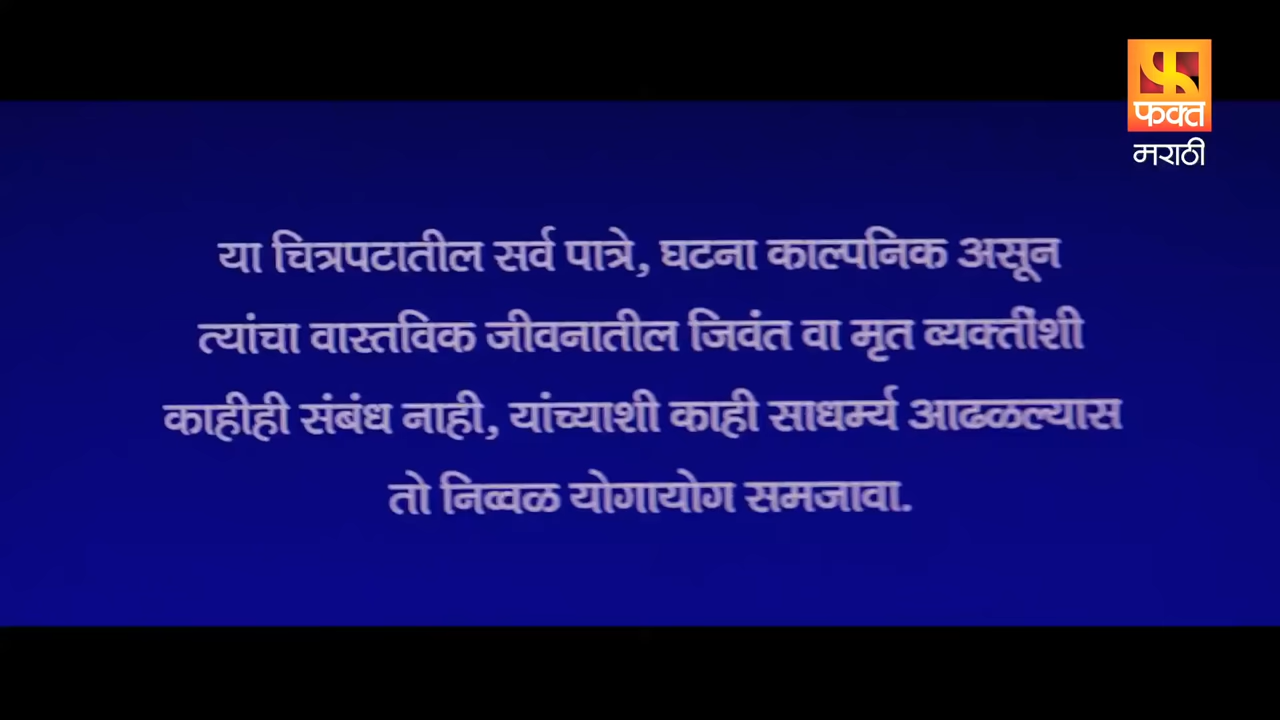 फक्त
मराठी
या चित्रपटातील सर्व पात्रे, घटना काल्पनिक असून
त्यांचा वास्तविक जीवनातील जिवंत वा मृत व्यक्तींशी
काहीही संबंध नाही, यांच्याशी काही साधर्म्य आढळल्यास
तो निव्वळ योगायोग समजावा.